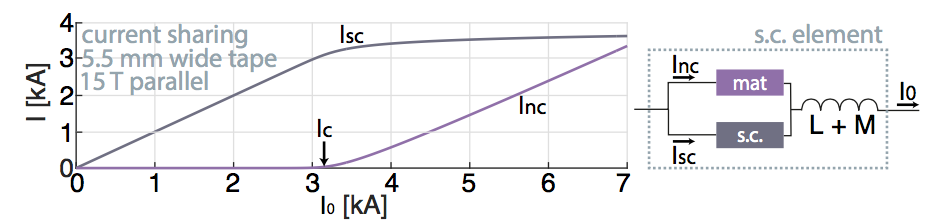 current sharing
5.5 mm wide tape
15 T parallel
I [kA]
4
3
2
1
0
Isc
Inc
Ic
0 1 2 3 4 5 6 7
I0 [kA]
s.c. element
Inc
mat
I0
s.c.
L + M
Isc